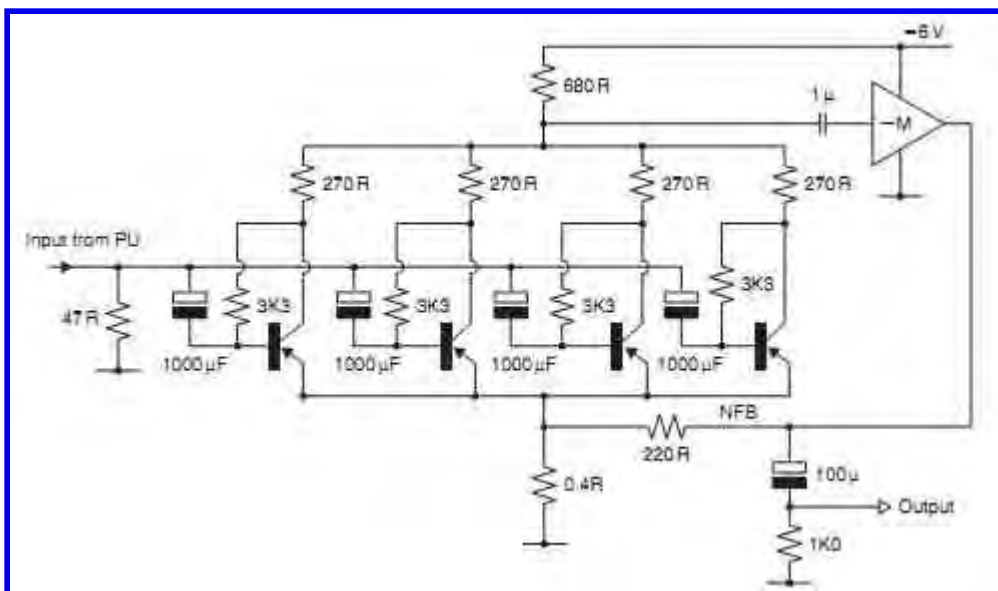 −6 V
680R
1µ
−M
270R
270R
270R
270R
Input from PU
47R
3K3
3K3
3K3
3K3
1000µF
1000µF
1000µF
1000µF
NFB
220R
0.4R
100µ
Output
1K0